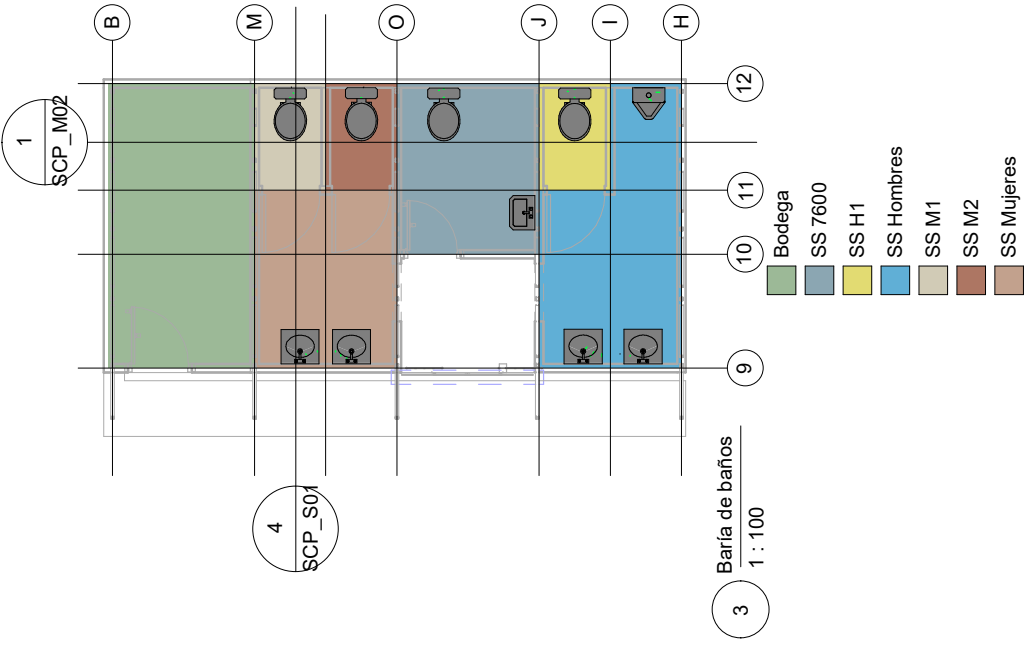 B
M
O
J
I
H
12
11
10
9
1
SCP_M02
4
SCP_S01
Bodega
SS 7600
SS H1
SS Hombres
SS M1
SS M2
SS Mujeres
3
Baría de baños
1 : 100